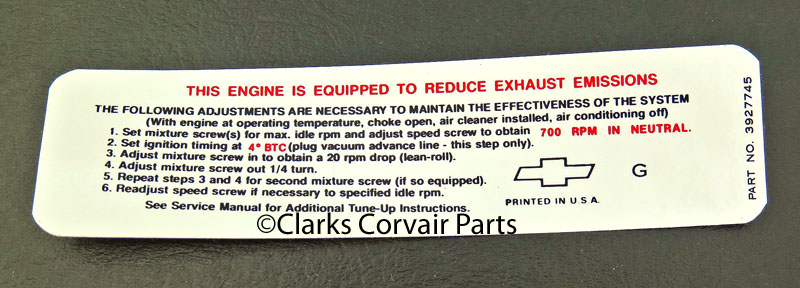 THIS ENGINE IS EQUIPPED TO REDUCE EXHAUST EMISSIONS
THE FOLLOWING ADJUSTMENTS ARE NECESSARY TO MAINTAIN THE EFFECTIVENESS OF THE SYSTEM
(With engine at operating temperature, choke open, air cleaner installed, air conditioning off)
1. Set mixture screw(s) for max. idle rpm and adjust speed screw to obtain 700 RPM IN NEUTRAL.
2. Set ignition timing at 4° BTC (plug vacuum advance line - this step only).
3. Adjust mixture screw in to obtain a 20 rpm drop (lean-roll).
4. Adjust mixture screw out 1/4 turn.
5. Repeat steps 3 and 4 for second mixture screw (if so equipped).
6. Readjust speed screw if necessary to specified idle rpm.
See Service Manual for Additional Tune-Up Instructions.
G
PRINTED IN U.S.A.
PART NO. 3927745
©Clarks Corvair Parts